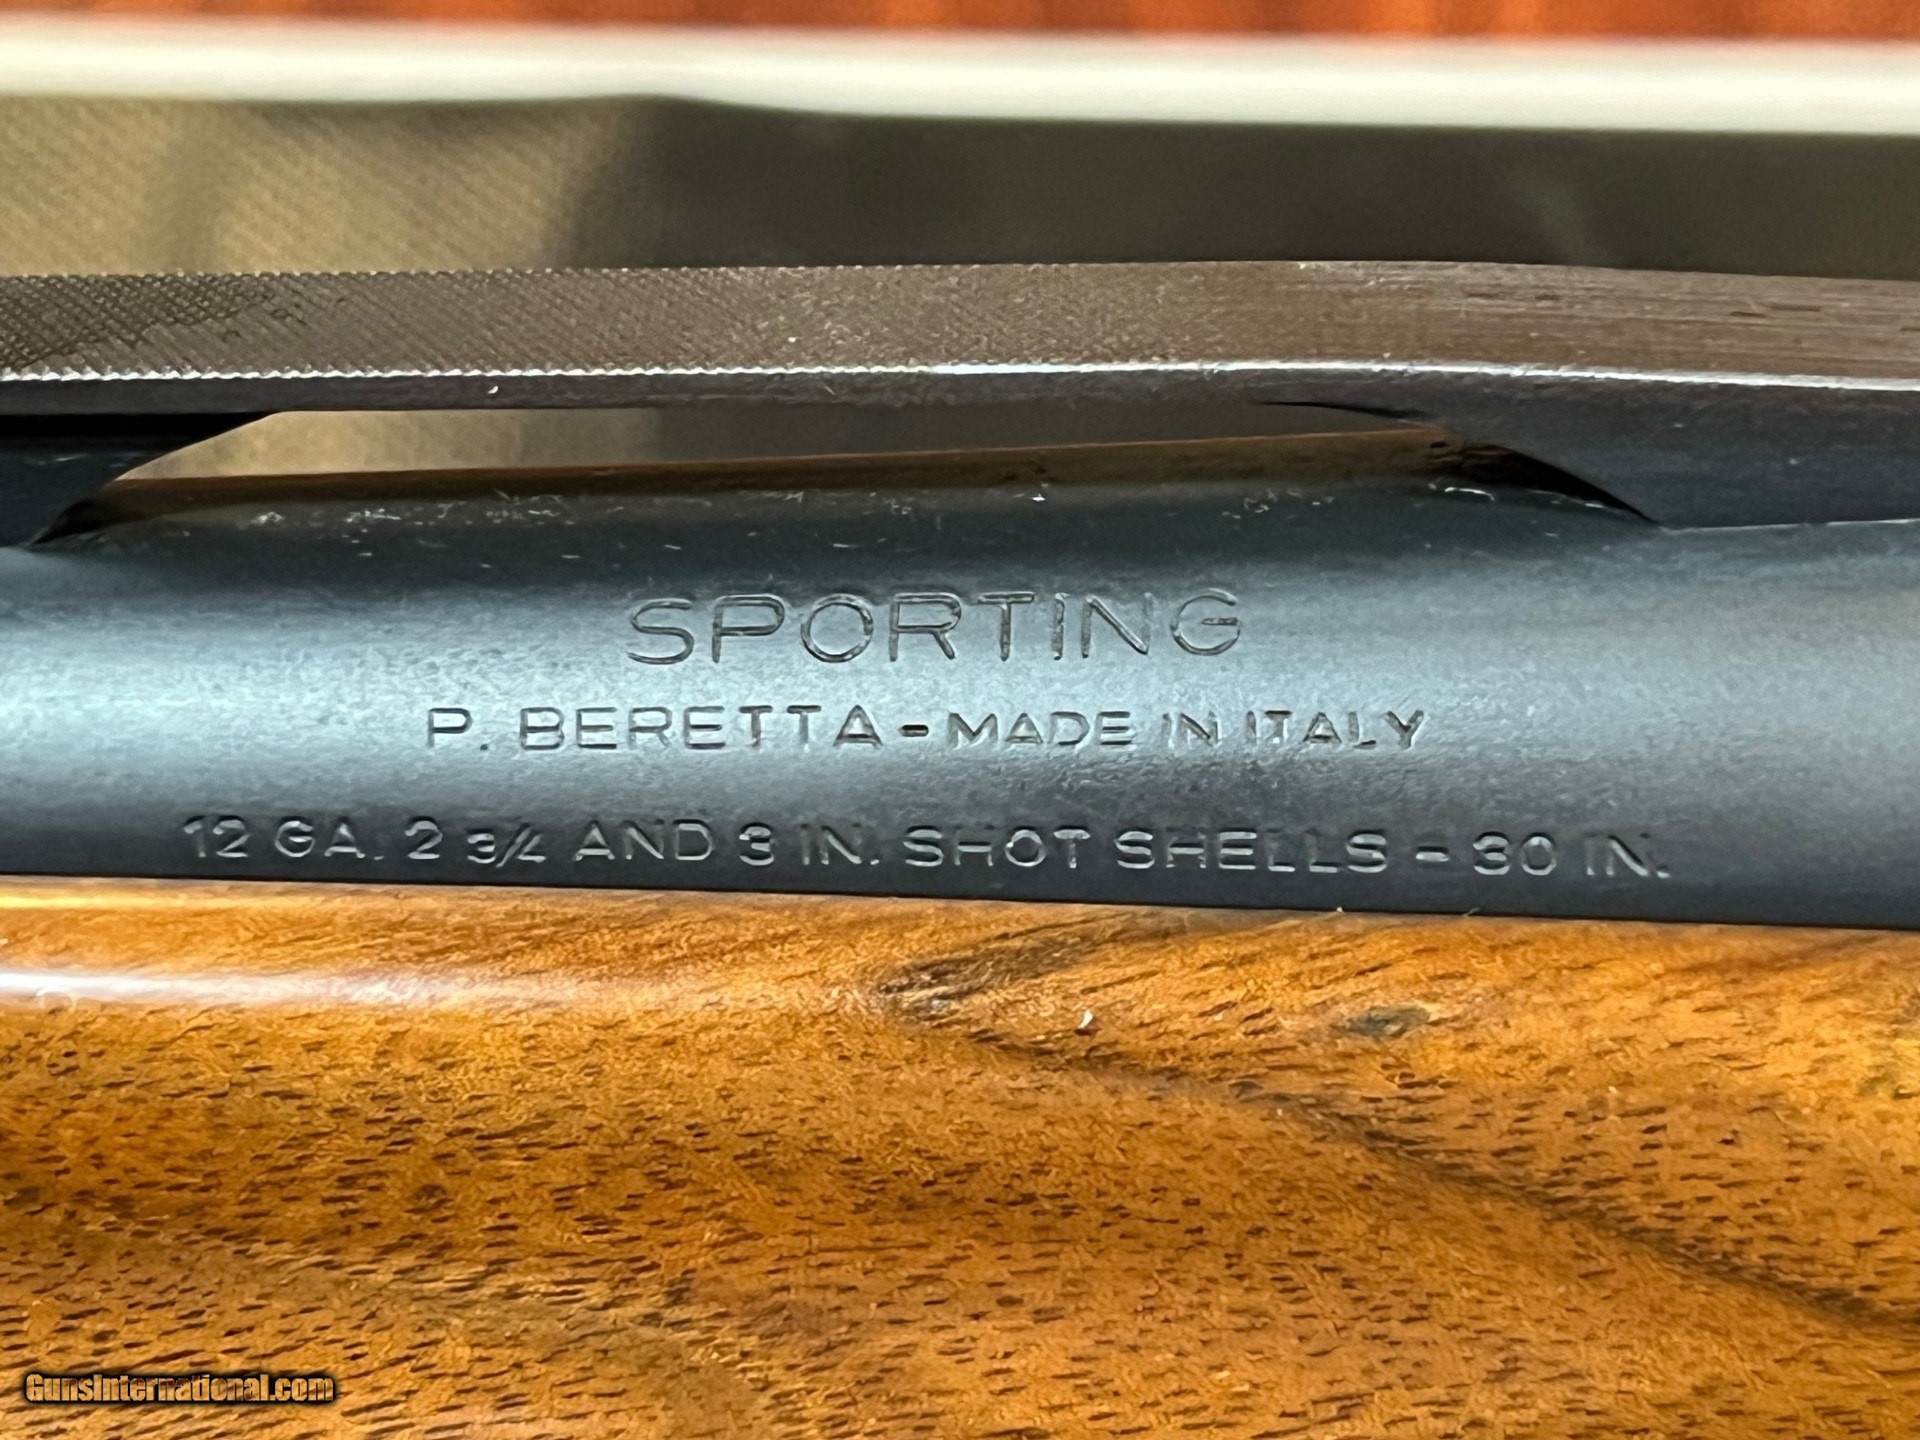 SPORTING
P. BERETTA - MADE IN ITALY
12 GA. 2 3/4 AND 3 IN. SHOT SHELLS - 30 IN.
GunsInternational.com